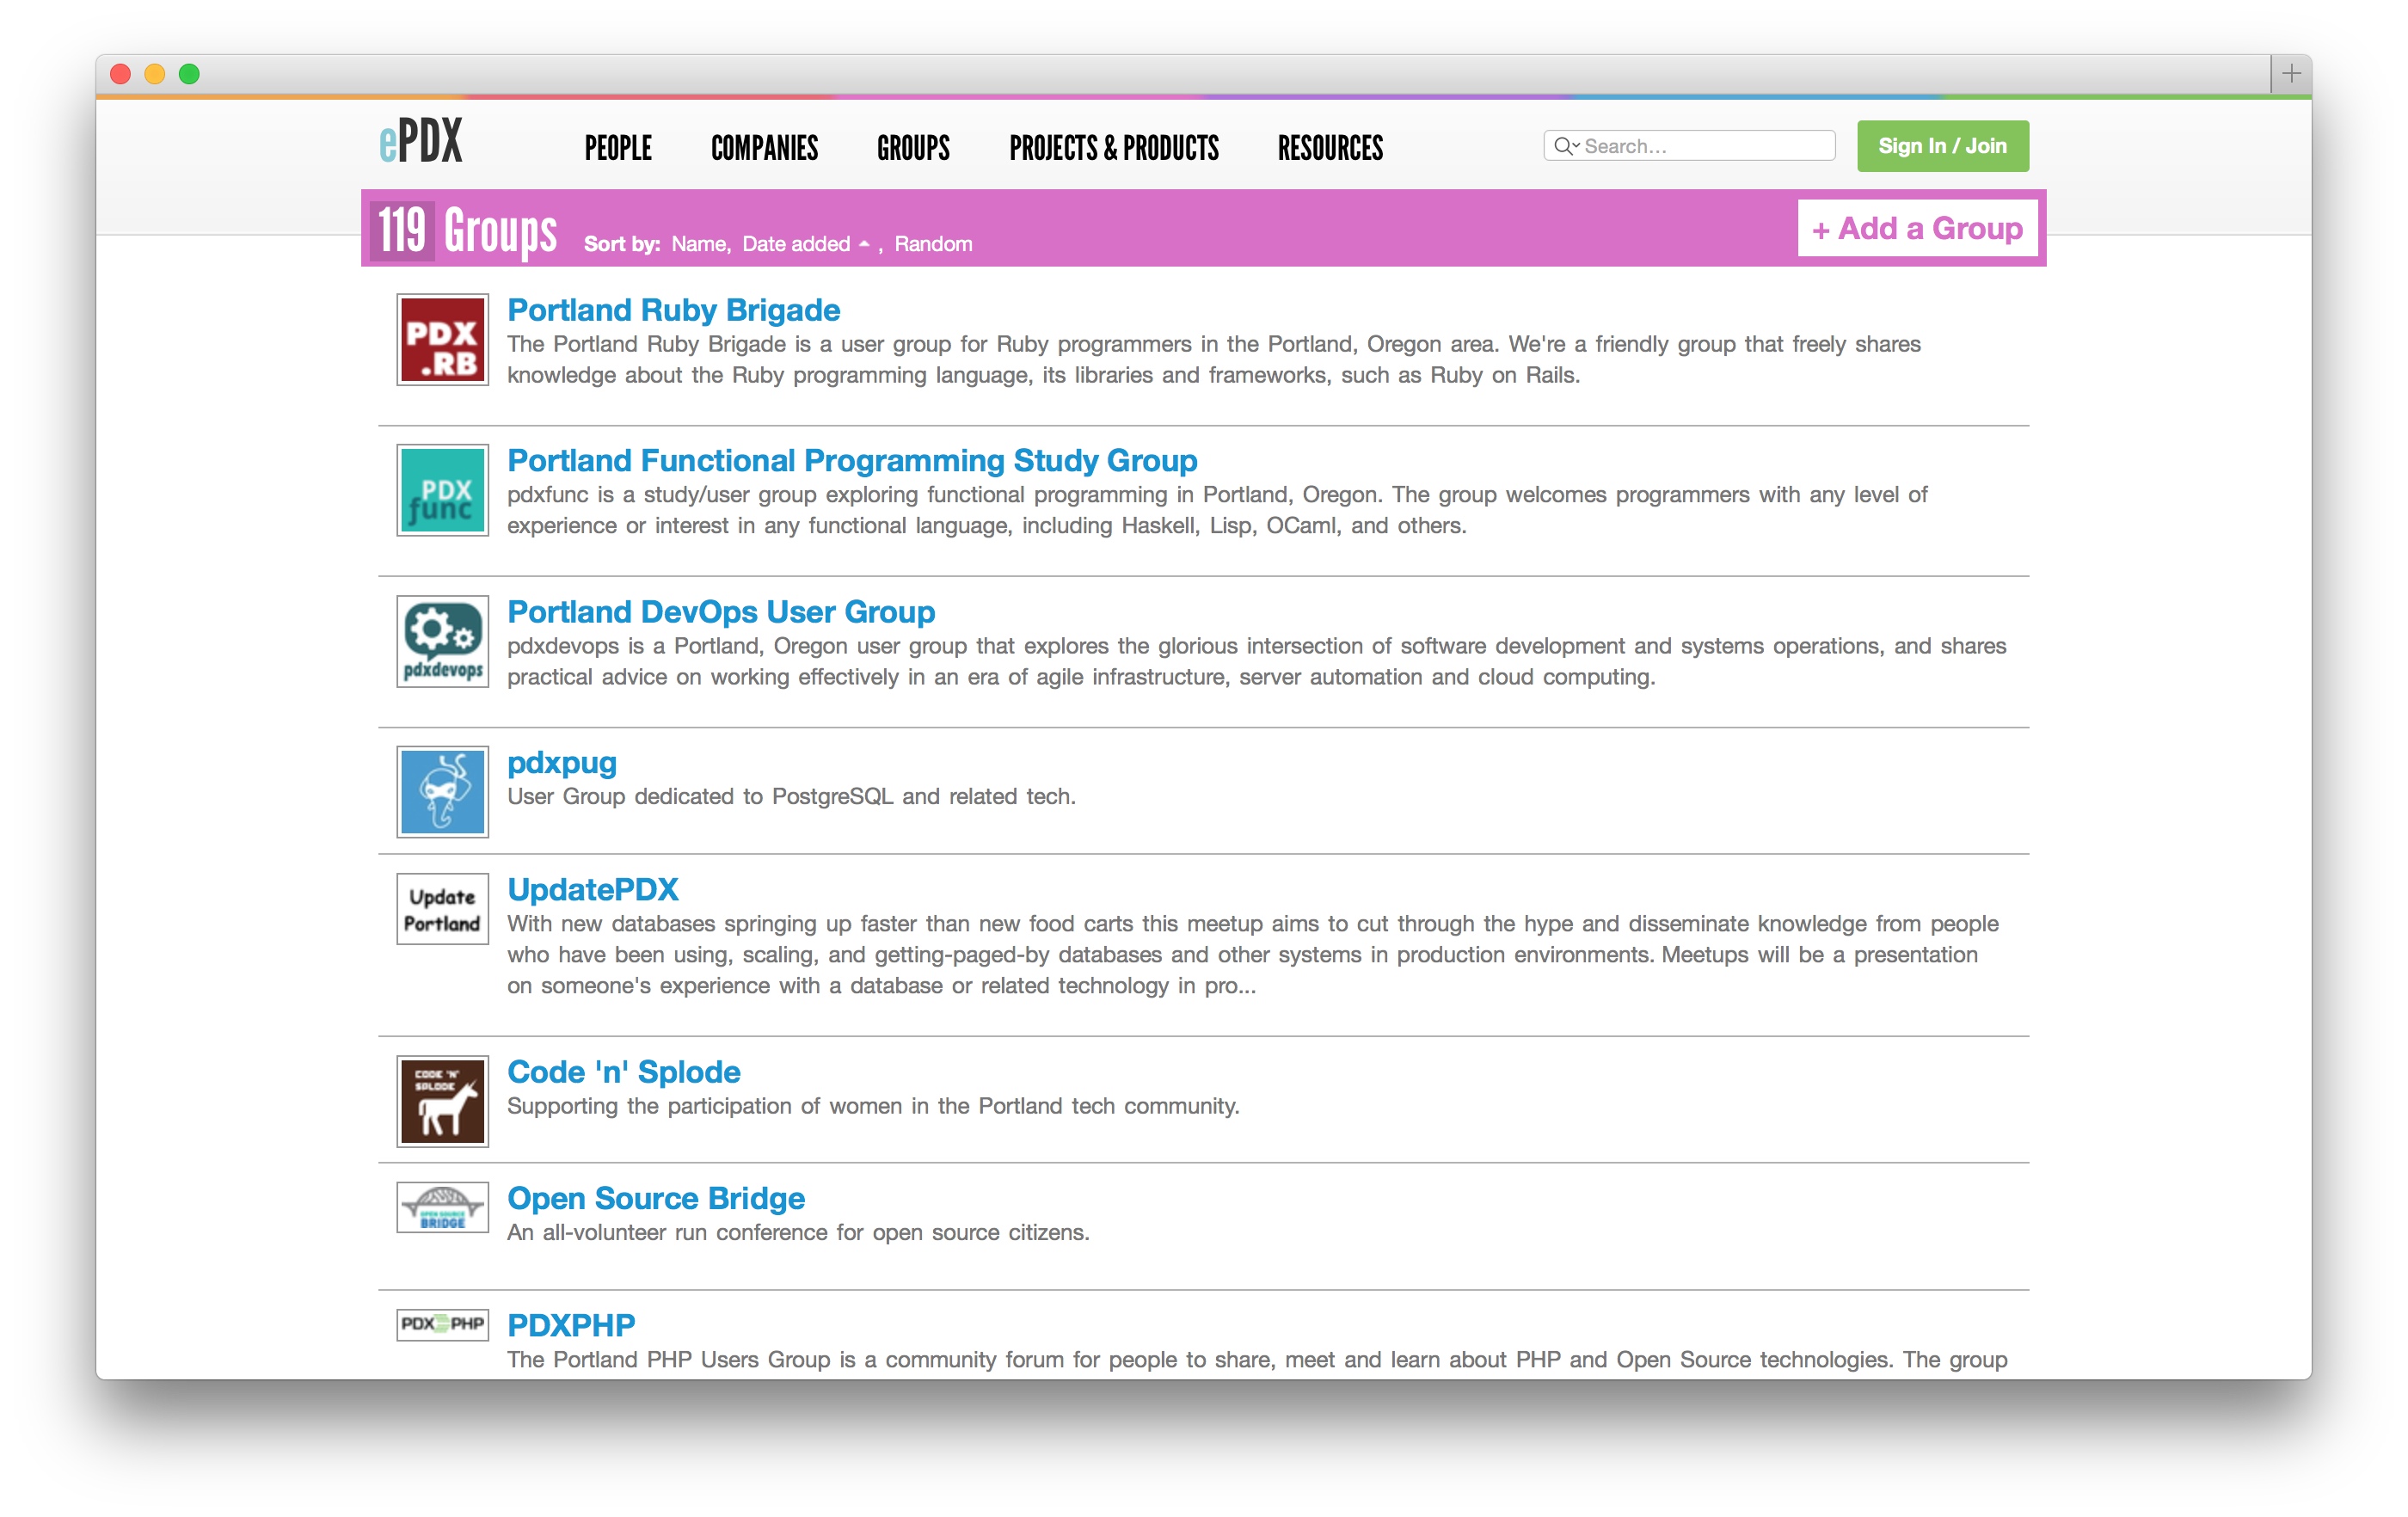 ePDX
PEOPLE COMPANIES GROUPS PROJECTS & PRODUCTS RESOURCES Search... Sign In / Join
119 Groups Sort by: Name, Date added , Random + Add a Group
PDX
.RB
Portland Ruby Brigade
The Portland Ruby Brigade is a user group for Ruby programmers in the Portland, Oregon area. We're a friendly group that freely shares
knowledge about the Ruby programming language, its libraries and frameworks, such as Ruby on Rails.
PDX
func
Portland Functional Programming Study Group
pdxfunc is a study/user group exploring functional programming in Portland, Oregon. The group welcomes programmers with any level of
experience or interest in any functional language, including Haskell, Lisp, OCaml, and others.
pdxdevops
Portland DevOps User Group
pdxdevops is a Portland, Oregon user group that explores the glorious intersection of software development and systems operations, and shares
practical advice on working effectively in an era of agile infrastructure, server automation and cloud computing.
pdxpug
User Group dedicated to PostgreSQL and related tech.
Update
Portland
UpdatePDX
With new databases springing up faster than new food carts this meetup aims to cut through the hype and disseminate knowledge from people
who have been using, scaling, and getting-paged-by databases and other systems in production environments. Meetups will be a presentation
on someone's experience with a database or related technology in pro...
CODE 'N'
SPLODE
Code 'n' Splode
Supporting the participation of women in the Portland tech community.
OPEN SOURCE
BRIDGE
Open Source Bridge
An all-volunteer run conference for open source citizens.
PDX PHP
PDXPHP
The Portland PHP Users Group is a community forum for people to share, meet and learn about PHP and Open Source technologies. The group